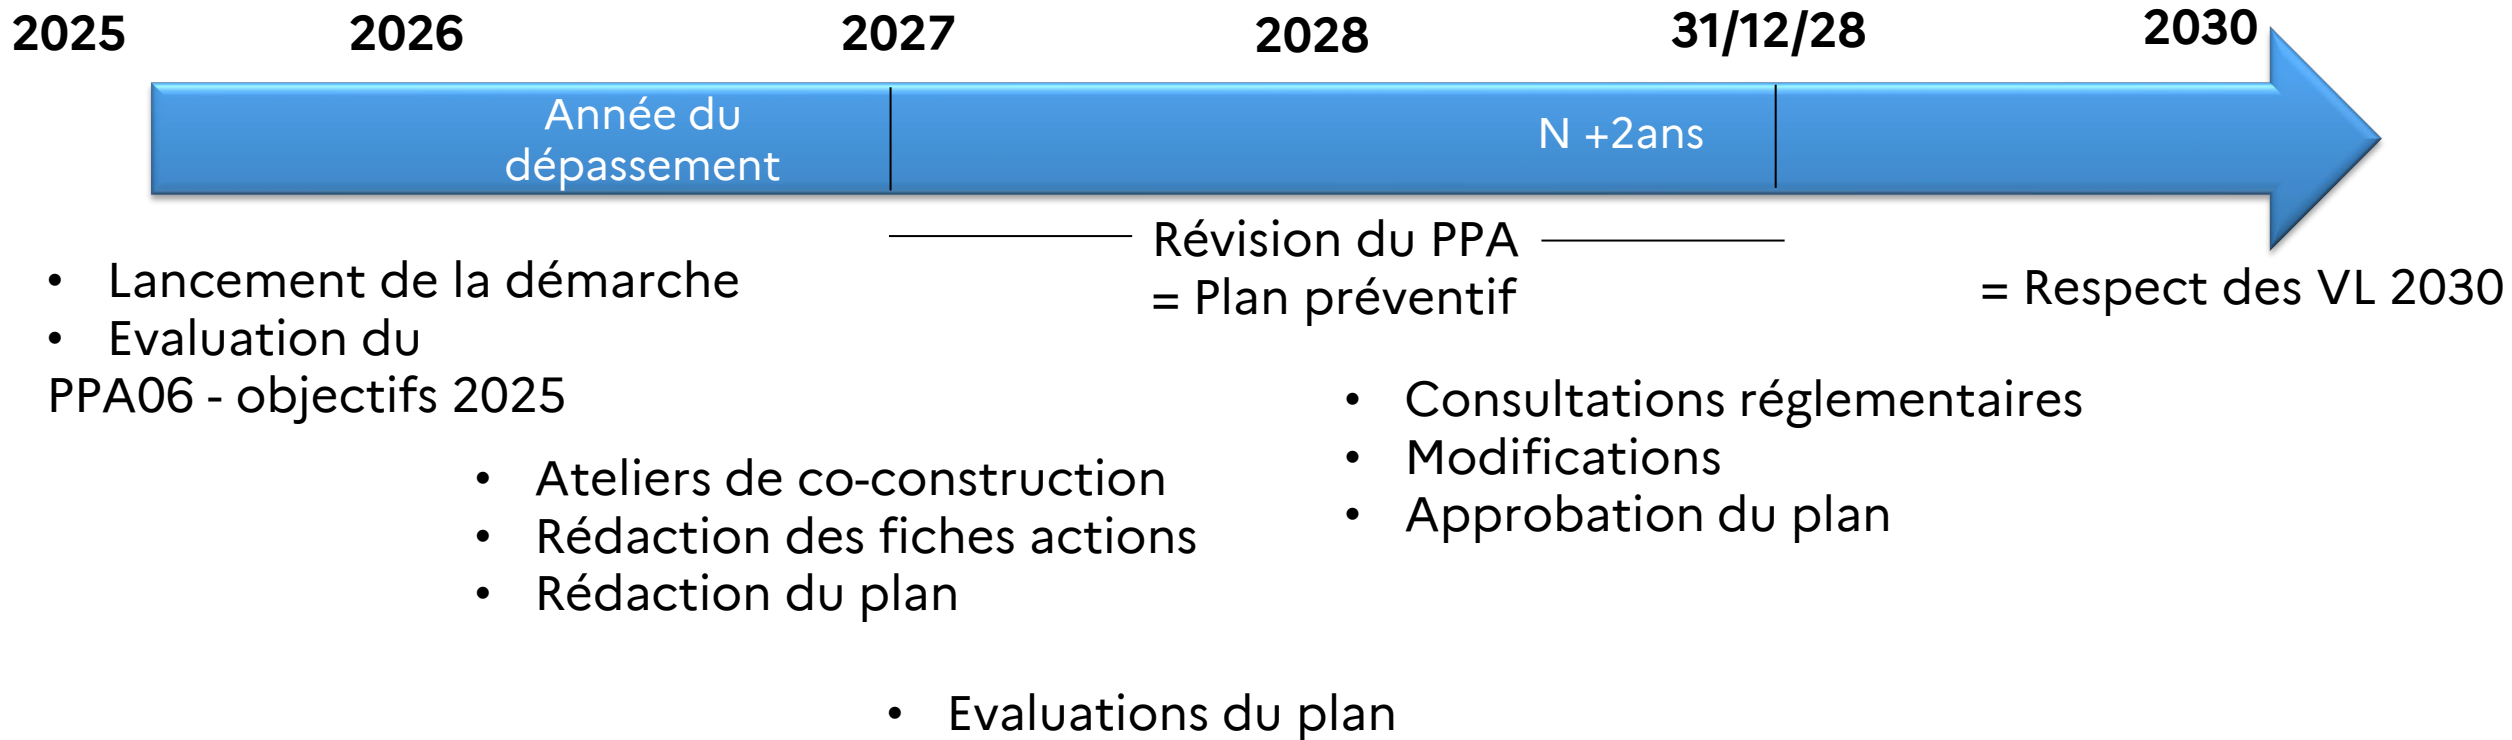 2025
2026
2027
2028
31/12/28
2030
Année du
dépassement
N +2ans
Révision du PPA
= Plan préventif
= Respect des VL 2030
• Lancement de la démarche
• Evaluation du
PPA06 - objectifs 2025
• Ateliers de co-construction
• Rédaction des fiches actions
• Rédaction du plan
• Consultations réglementaires
• Modifications
• Approbation du plan
• Evaluations du plan